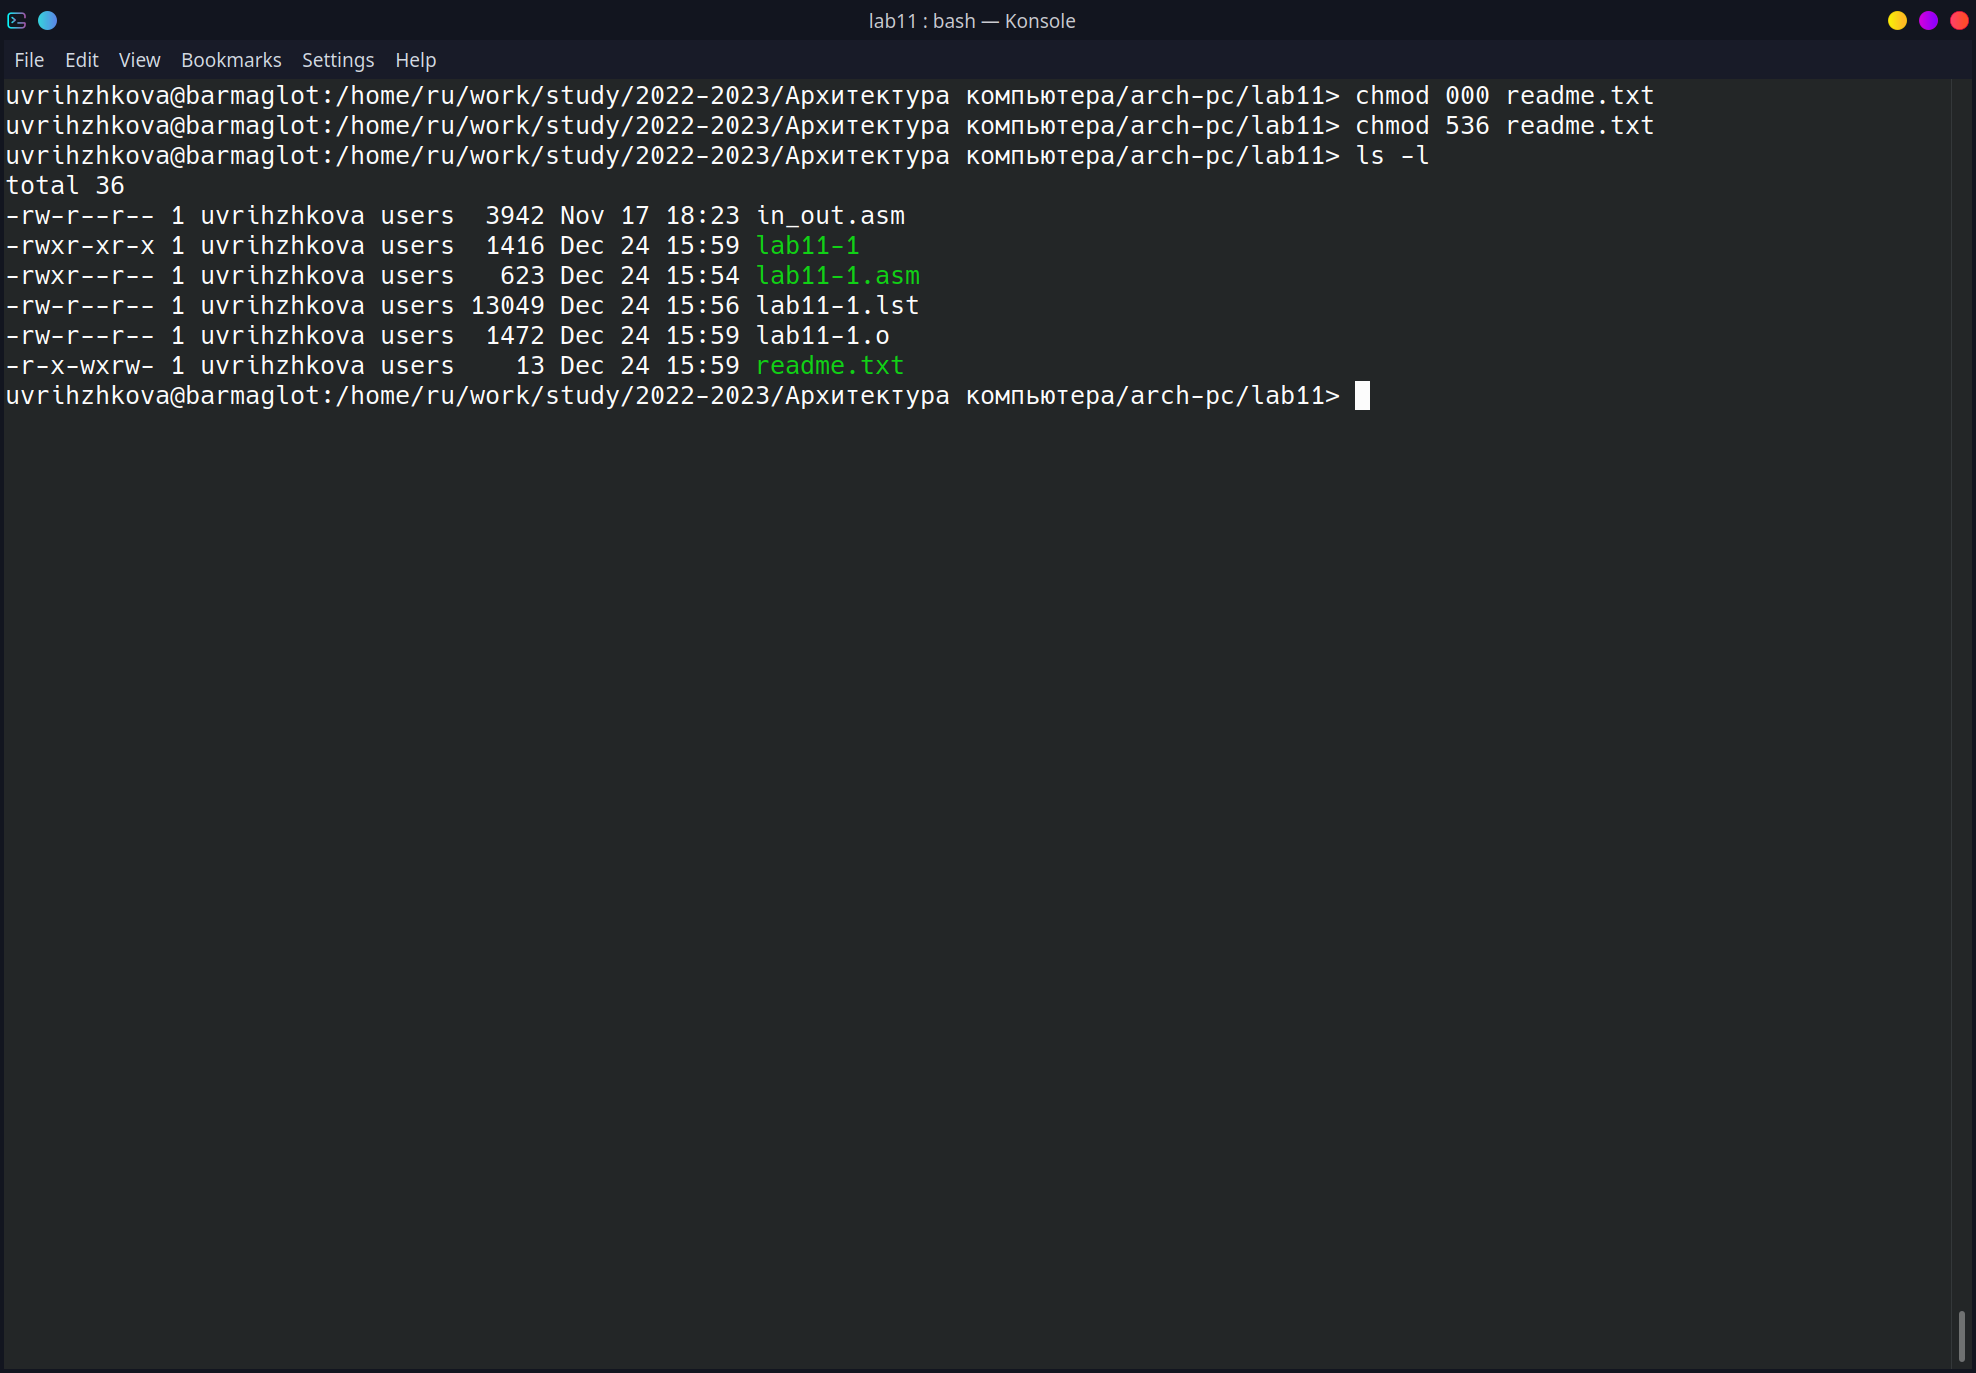 lab11 : bash — Konsole
File Edit View Bookmarks Settings Help
uvrihzhkova@barmaglot:/home/ru/work/study/2022-2023/Архитектура компьютера/arch-pc/lab11> chmod 000 readme.txt
uvrihzhkova@barmaglot:/home/ru/work/study/2022-2023/Архитектура компьютера/arch-pc/lab11> chmod 536 readme.txt
uvrihzhkova@barmaglot:/home/ru/work/study/2022-2023/Архитектура компьютера/arch-pc/lab11> ls -l
total 36
-rw-r--r-- 1 uvrihzhkova users  3942 Nov 17 18:23 in_out.asm
-rwxr-xr-x 1 uvrihzhkova users  1416 Dec 24 15:59 lab11-1
-rwxr--r-- 1 uvrihzhkova users   623 Dec 24 15:54 lab11-1.asm
-rw-r--r-- 1 uvrihzhkova users 13049 Dec 24 15:56 lab11-1.lst
-rw-r--r-- 1 uvrihzhkova users  1472 Dec 24 15:59 lab11-1.o
-r-x-wxrw- 1 uvrihzhkova users    13 Dec 24 15:59 readme.txt
uvrihzhkova@barmaglot:/home/ru/work/study/2022-2023/Архитектура компьютера/arch-pc/lab11>